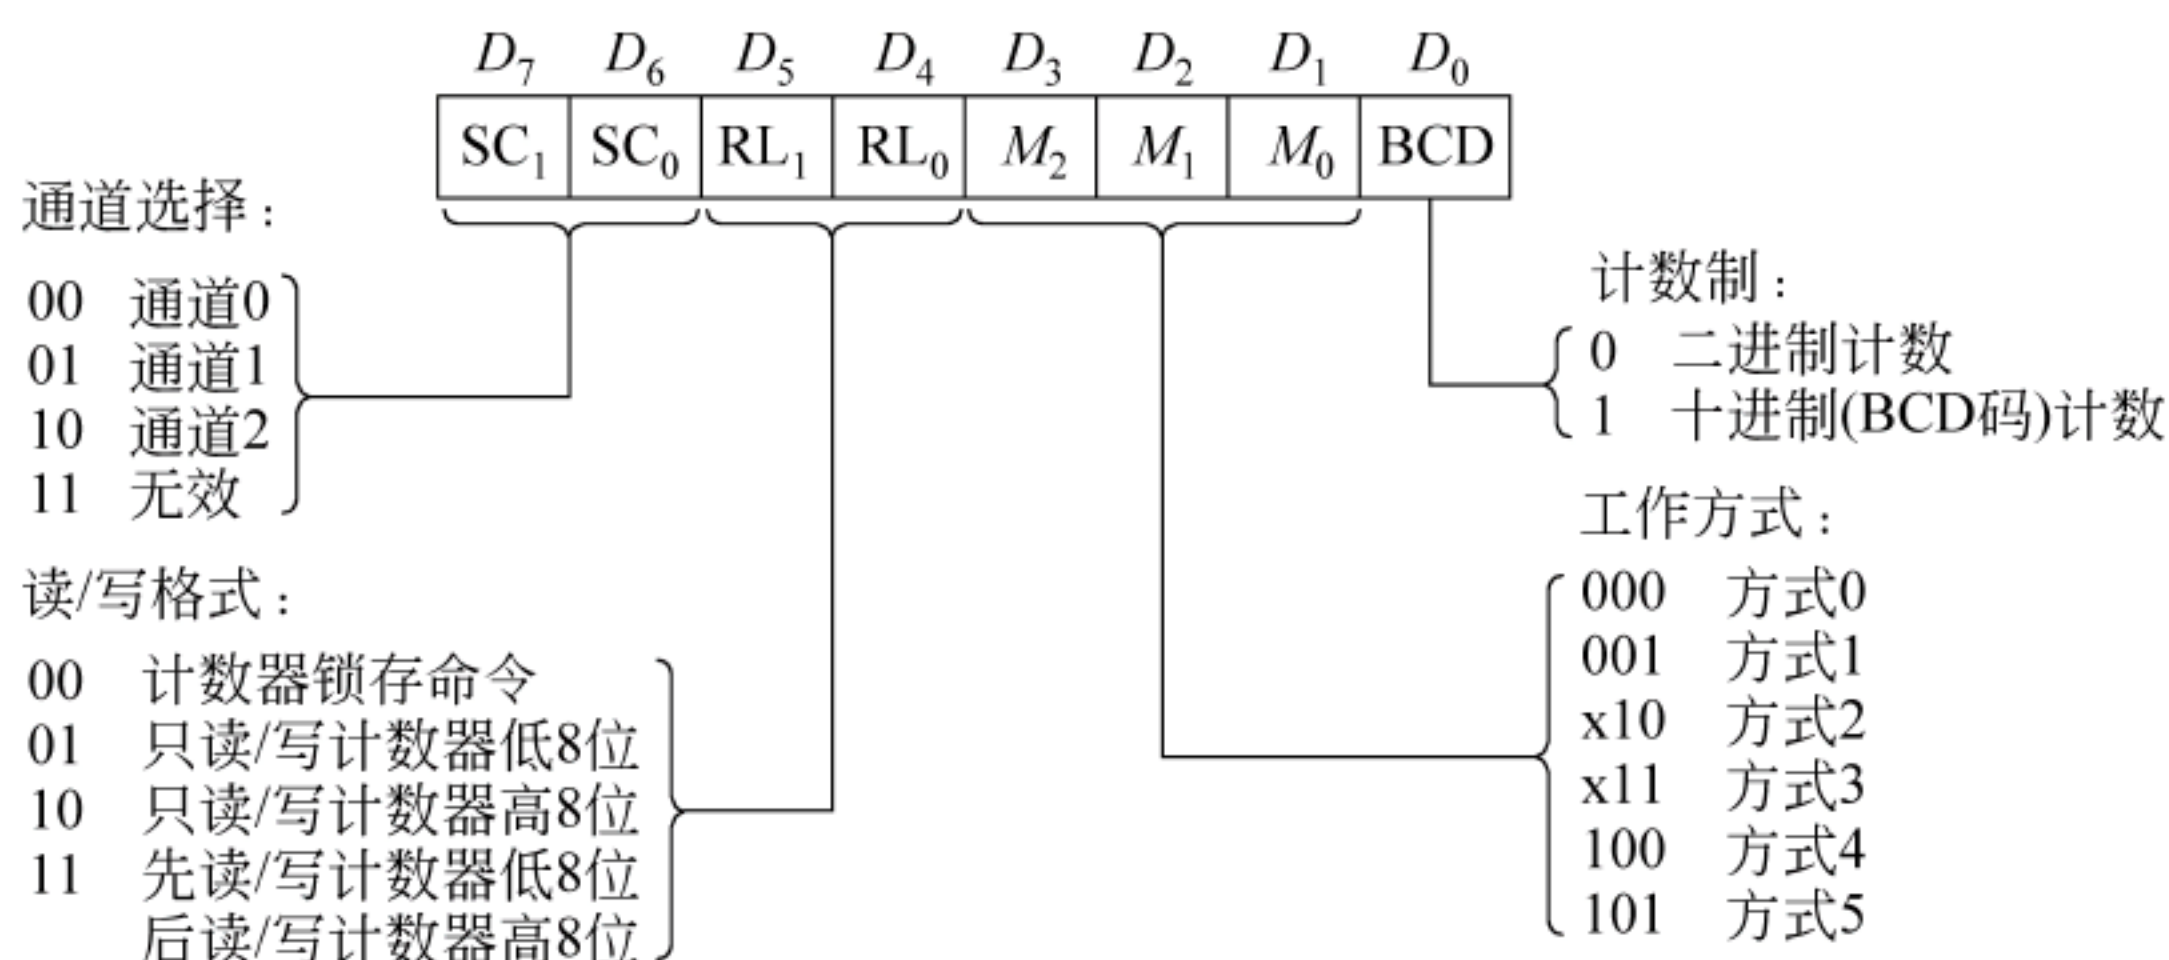 D₇ D₆ D₅ D₄ D₃ D₂ D₁ D₀
SC₁ SC₀ RL₁ RL₀ M₂ M₁ M₀ BCD
通道选择：
00 通道0
01 通道1
10 通道2
11 无效
读/写格式：
00 计数器锁存命令
01 只读/写计数器低8位
10 只读/写计数器高8位
11 先读/写计数器低8位
后读/写计数器高8位
计数制：
0 二进制计数
1 十进制(BCD码)计数
工作方式：
000 方式0
001 方式1
x10 方式2
x11 方式3
100 方式4
101 方式5